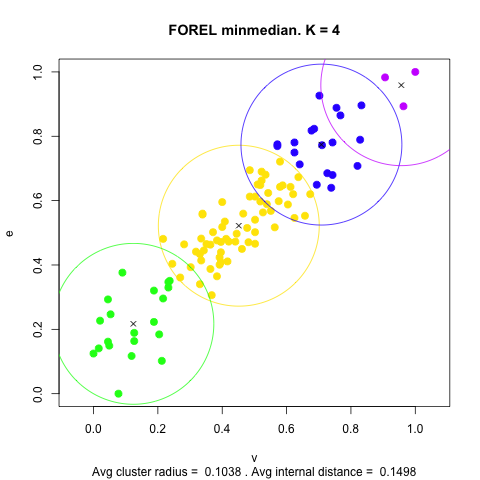 FOREL minmedian. K = 4
1.0
0.8
0.6
0.4
0.2
0.0
e
0.0 0.2 0.4 0.6 0.8 1.0
v
Avg cluster radius = 0.1038 . Avg internal distance = 0.1498